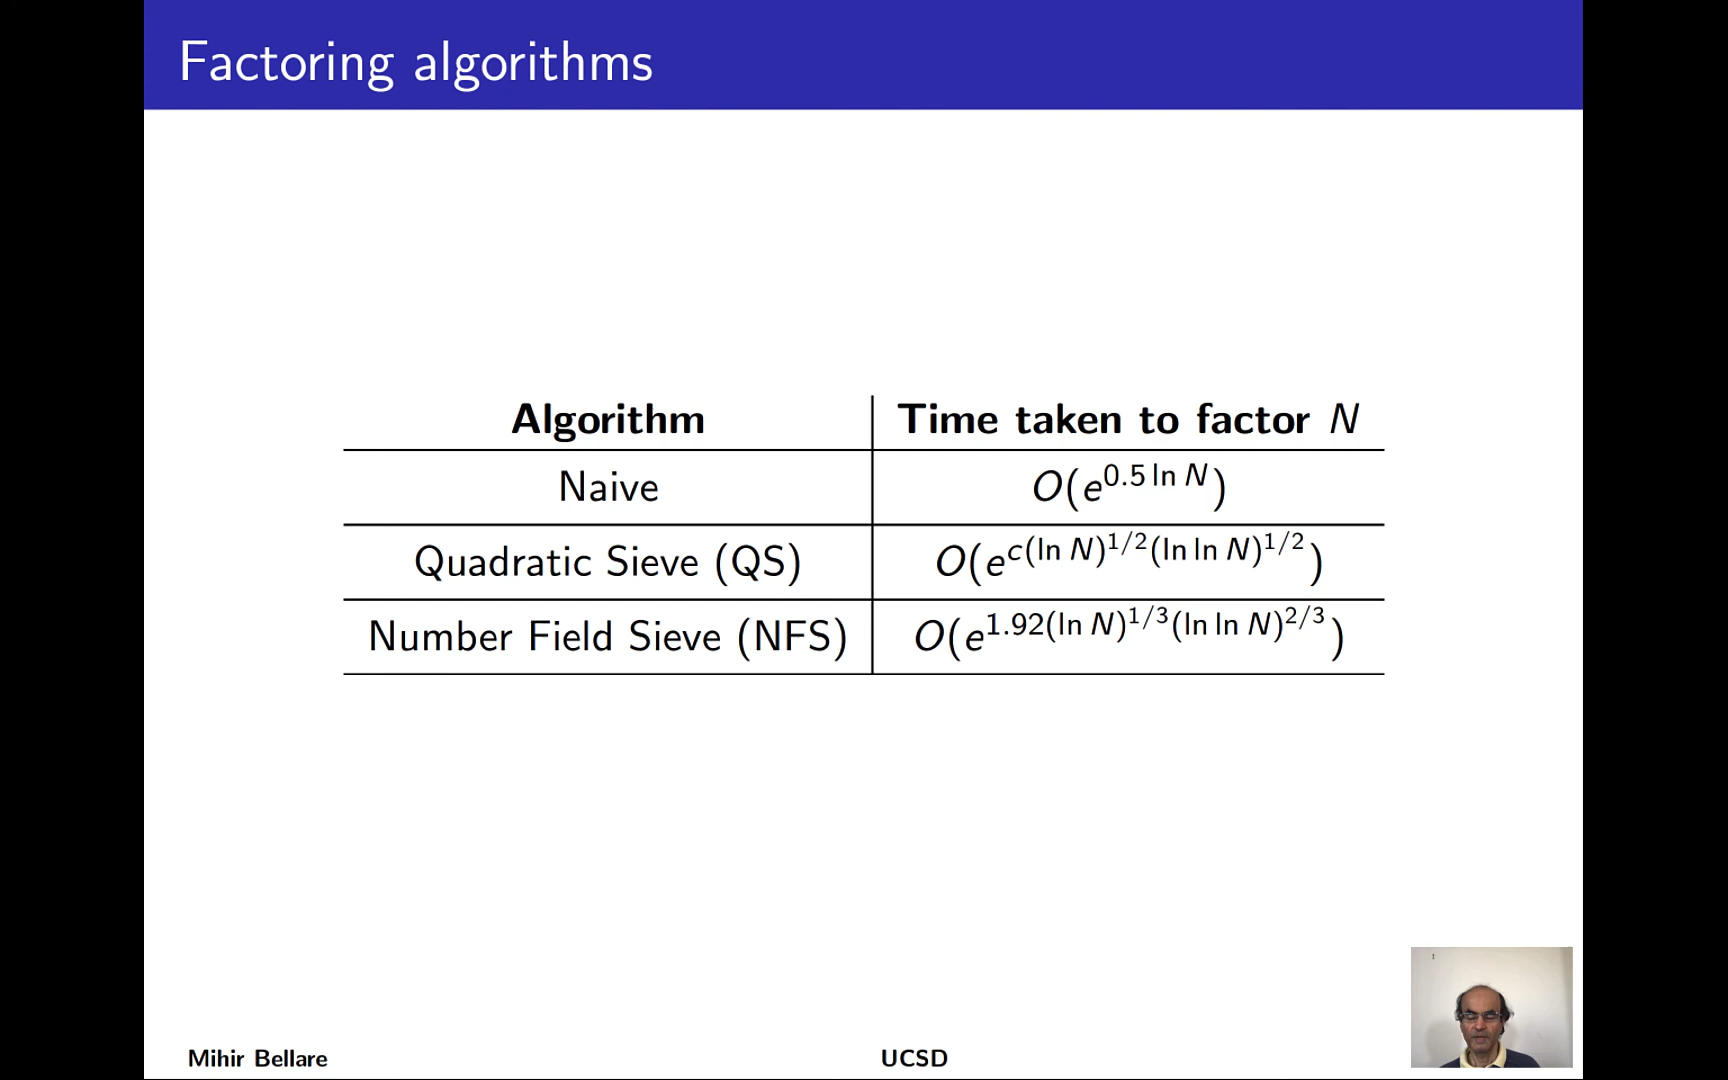 Factoring algorithms
Algorithm Time taken to factor N
Naive O(e^{0.5 ln N})
Quadratic Sieve (QS) O(e^{c(ln N)^{1/2}(ln ln N)^{1/2}})
Number Field Sieve (NFS) O(e^{1.92(ln N)^{1/3}(ln ln N)^{2/3}})
Mihir Bellare UCSD